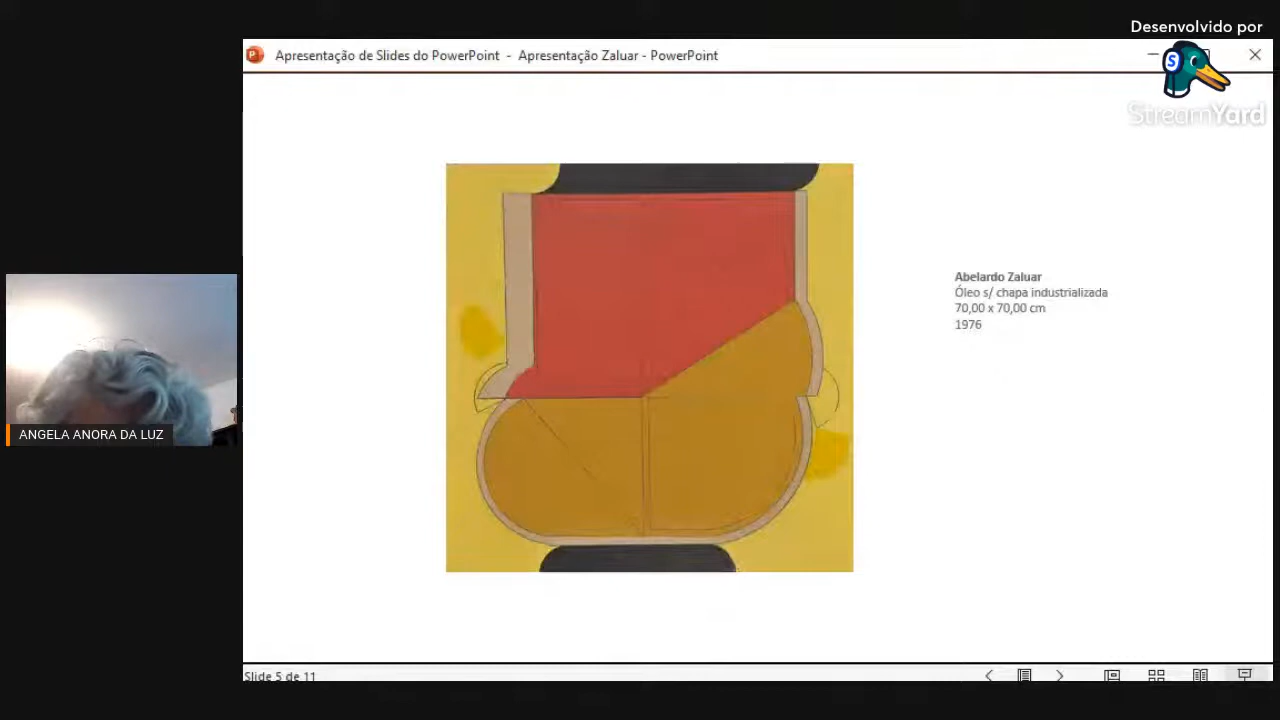 Desenvolvido por
Apresentação de Slides do PowerPoint - Apresentação Zaluar - PowerPoint
S
StreamYard
Abelardo Zaluar
Óleo s/ chapa industrializada
70,00 x 70,00 cm
1976
ANGELA ANORA DA LUZ
Slide 5 de 11